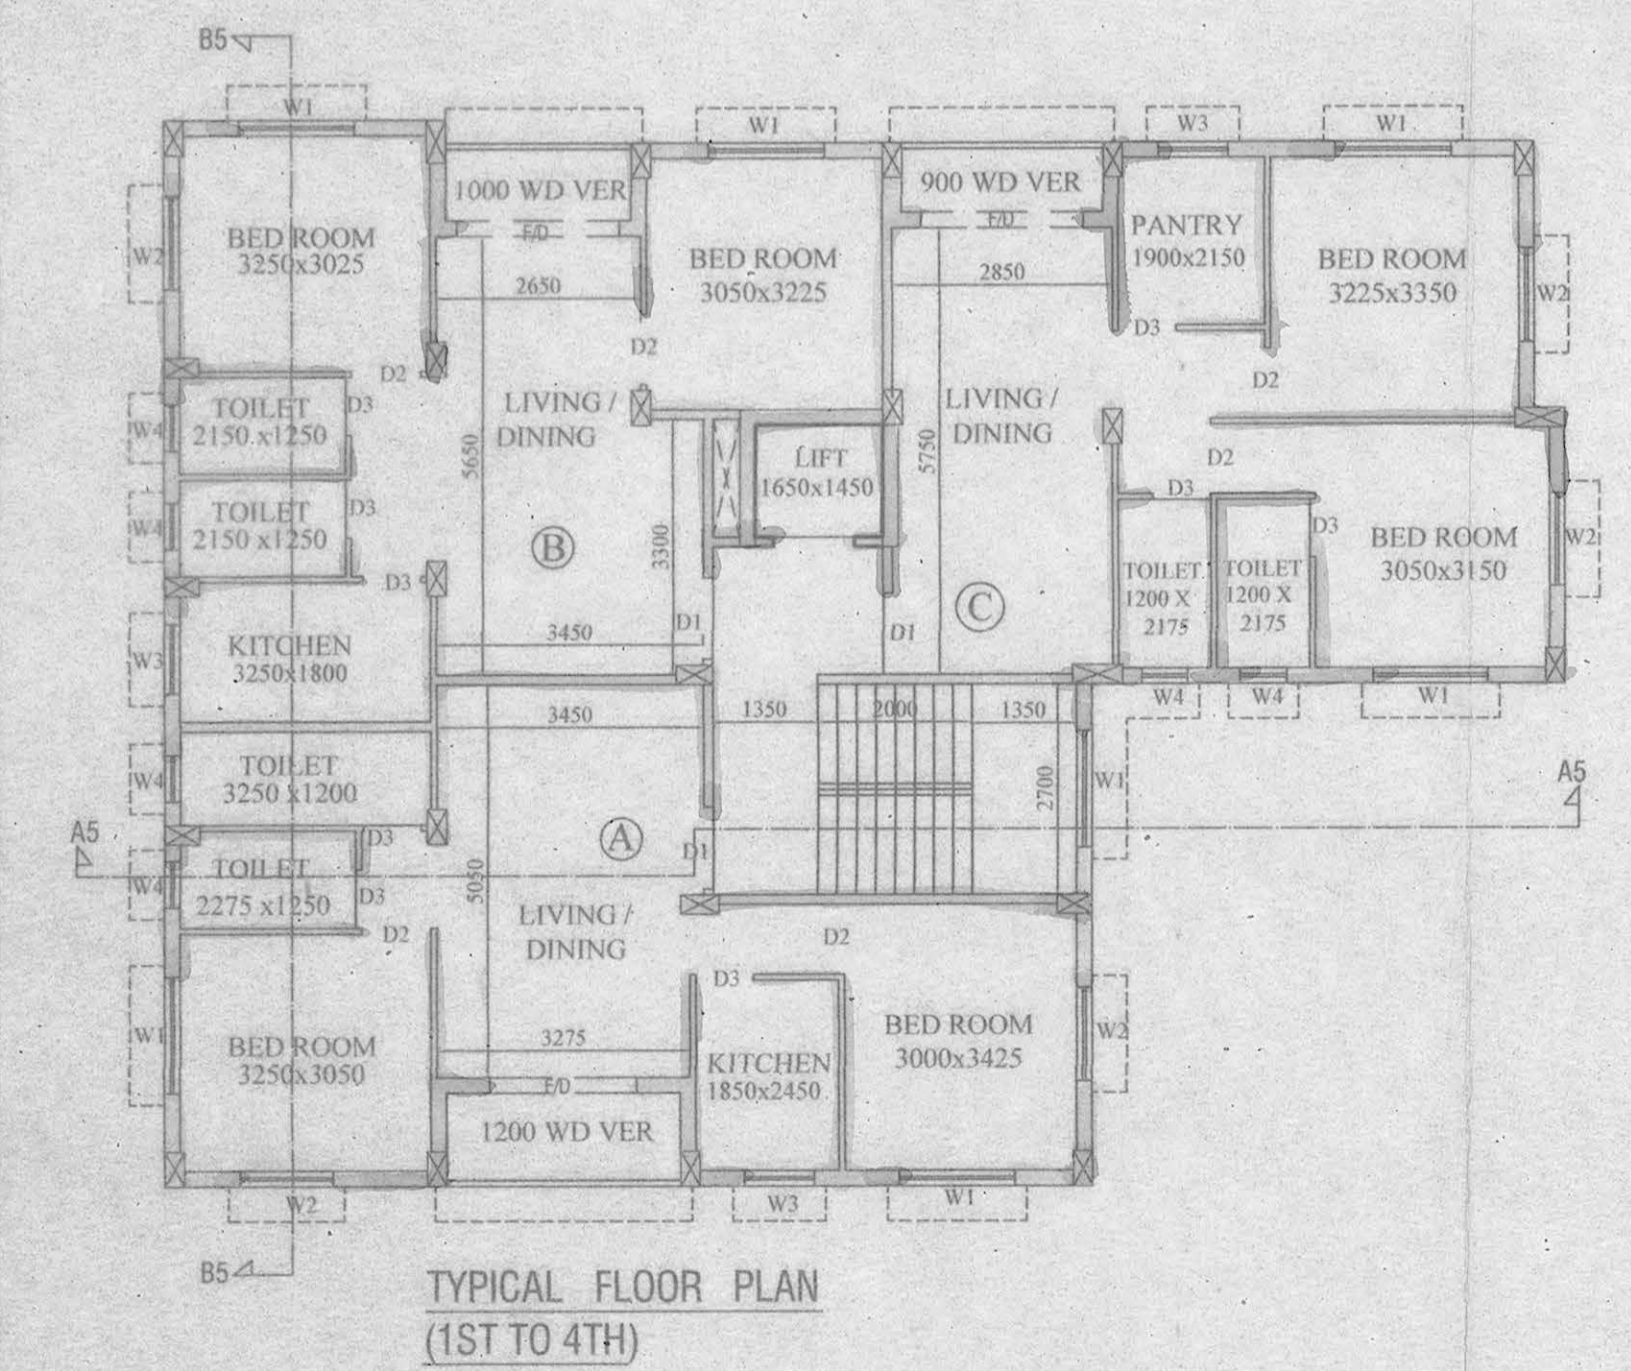 B5
W1
W1
W3
W1
1000 WD VER
F/D
900 WD VER
F/D
BED ROOM
3250x3025
W2
2650
BED ROOM
3050x3225
2850
PANTRY
1900x2150
BED ROOM
3225x3350
W2
D3
D2
D2
D2
TOILET
2150 x1250
D3
W4
LIVING /
DINING
5650
LIVING /
DINING
5750
LIFT
1650x1450
D2
D3
TOILET
2150 x1250
D3
W4
B
3300
D3
BED ROOM
3050x3150
W2
TOILET
1200 X
2175
TOILET
1200 X
2175
D3
C
KITCHEN
3250x1800
W3
3450
D1
D1
W4
W4
W1
3450
1350
2000
1350
TOILET
3250 x1200
W4
2700
W1
A5
A5
D3
A
D1
TOILET
2275 x1250
W4
D3
5050
D2
LIVING /
DINING
D2
D3
W1
BED ROOM
3250x3050
3275
F/D
KITCHEN
1850x2450
BED ROOM
3000x3425
W2
1200 WD VER
W2
W3
W1
B5
TYPICAL FLOOR PLAN
(1ST TO 4TH)